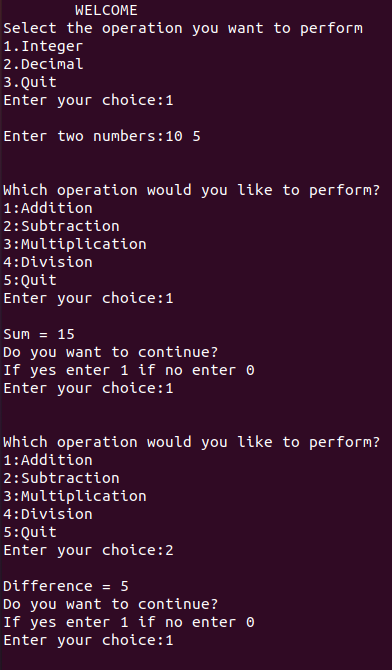 WELCOME
Select the operation you want to perform
1.Integer
2.Decimal
3.Quit
Enter your choice:1
Enter two numbers:10 5
Which operation would you like to perform?
1:Addition
2:Subtraction
3:Multiplication
4:Division
5:Quit
Enter your choice:1
Sum = 15
Do you want to continue?
If yes enter 1 if no enter 0
Enter your choice:1
Which operation would you like to perform?
1:Addition
2:Subtraction
3:Multiplication
4:Division
5:Quit
Enter your choice:2
Difference = 5
Do you want to continue?
If yes enter 1 if no enter 0
Enter your choice:1